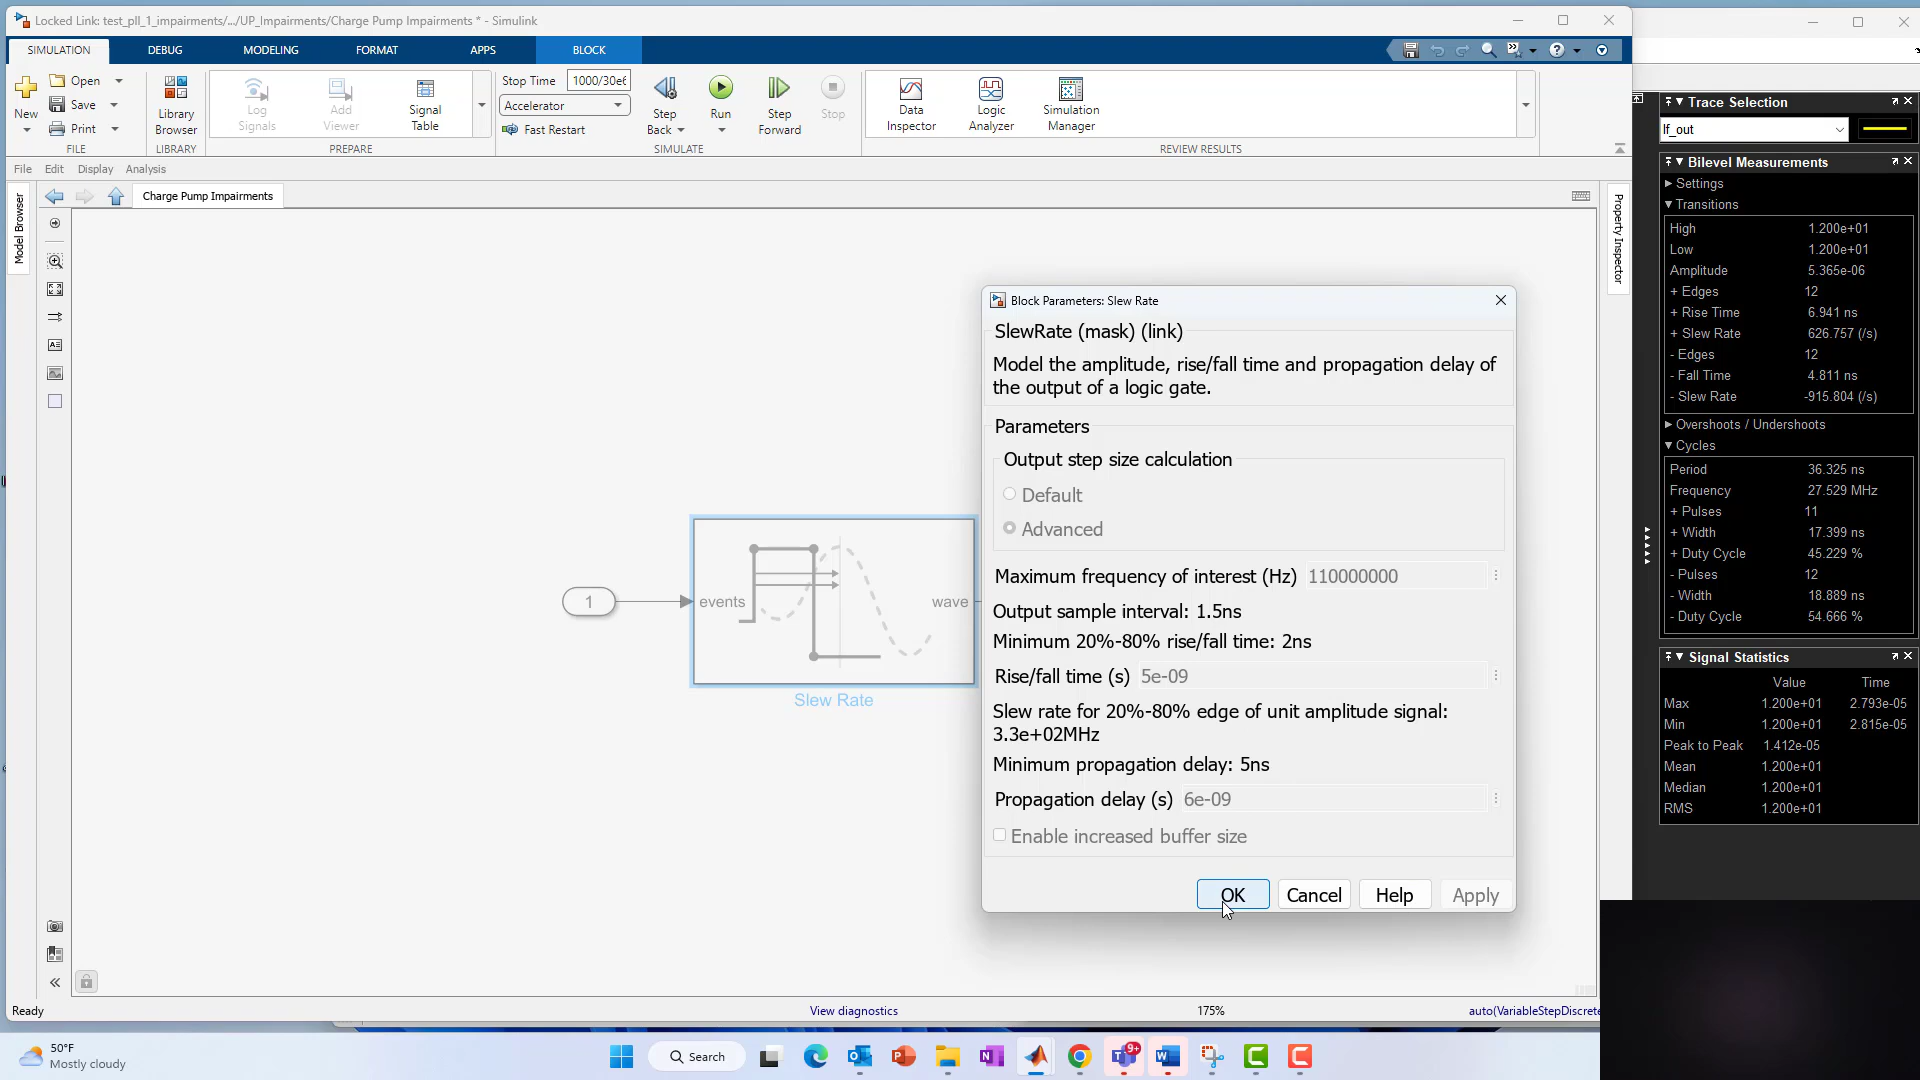 Locked Link: test_pll_1_impairments/.../UP_Impairments/Charge Pump Impairments * - Simulink
SIMULATION DEBUG MODELING FORMAT APPS BLOCK
New
Open
Save
Print
FILE
Library Browser
LIBRARY
Log Signals
Add Viewer
Signal Table
PREPARE
Stop Time 1000/30e6
Accelerator
Fast Restart
Step Back
Run
Step Forward
Stop
SIMULATE
Data Inspector
Logic Analyzer
Simulation Manager
REVIEW RESULTS
File Edit Display Analysis
Model Browser
Charge Pump Impairments
Property Inspector
1
events
wave
Slew Rate
Block Parameters: Slew Rate
SlewRate (mask) (link)
Model the amplitude, rise/fall time and propagation delay of
the output of a logic gate.
Parameters
Output step size calculation
Default
Advanced
Maximum frequency of interest (Hz) 110000000
Output sample interval: 1.5ns
Minimum 20%-80% rise/fall time: 2ns
Rise/fall time (s) 5e-09
Slew rate for 20%-80% edge of unit amplitude signal:
3.3e+02MHz
Minimum propagation delay: 5ns
Propagation delay (s) 6e-09
Enable increased buffer size
OK Cancel Help Apply
Ready
View diagnostics
175%
auto(VariableStepDiscrete
Trace Selection
lf_out
Bilevel Measurements
Settings
Transitions
High 1.200e+01
Low 1.200e+01
Amplitude 5.365e-06
+ Edges 12
+ Rise Time 6.941 ns
+ Slew Rate 626.757 (/s)
- Edges 12
- Fall Time 4.811 ns
- Slew Rate -915.804 (/s)
Overshoots / Undershoots
Cycles
Period 36.325 ns
Frequency 27.529 MHz
+ Pulses 11
+ Width 17.399 ns
+ Duty Cycle 45.229 %
- Pulses 12
- Width 18.889 ns
- Duty Cycle 54.666 %
Signal Statistics
Value Time
Max 1.200e+01 2.793e-05
Min 1.200e+01 2.815e-05
Peak to Peak 1.412e-05
Mean 1.200e+01
Median 1.200e+01
RMS 1.200e+01
50°F
Mostly cloudy
Search
9+